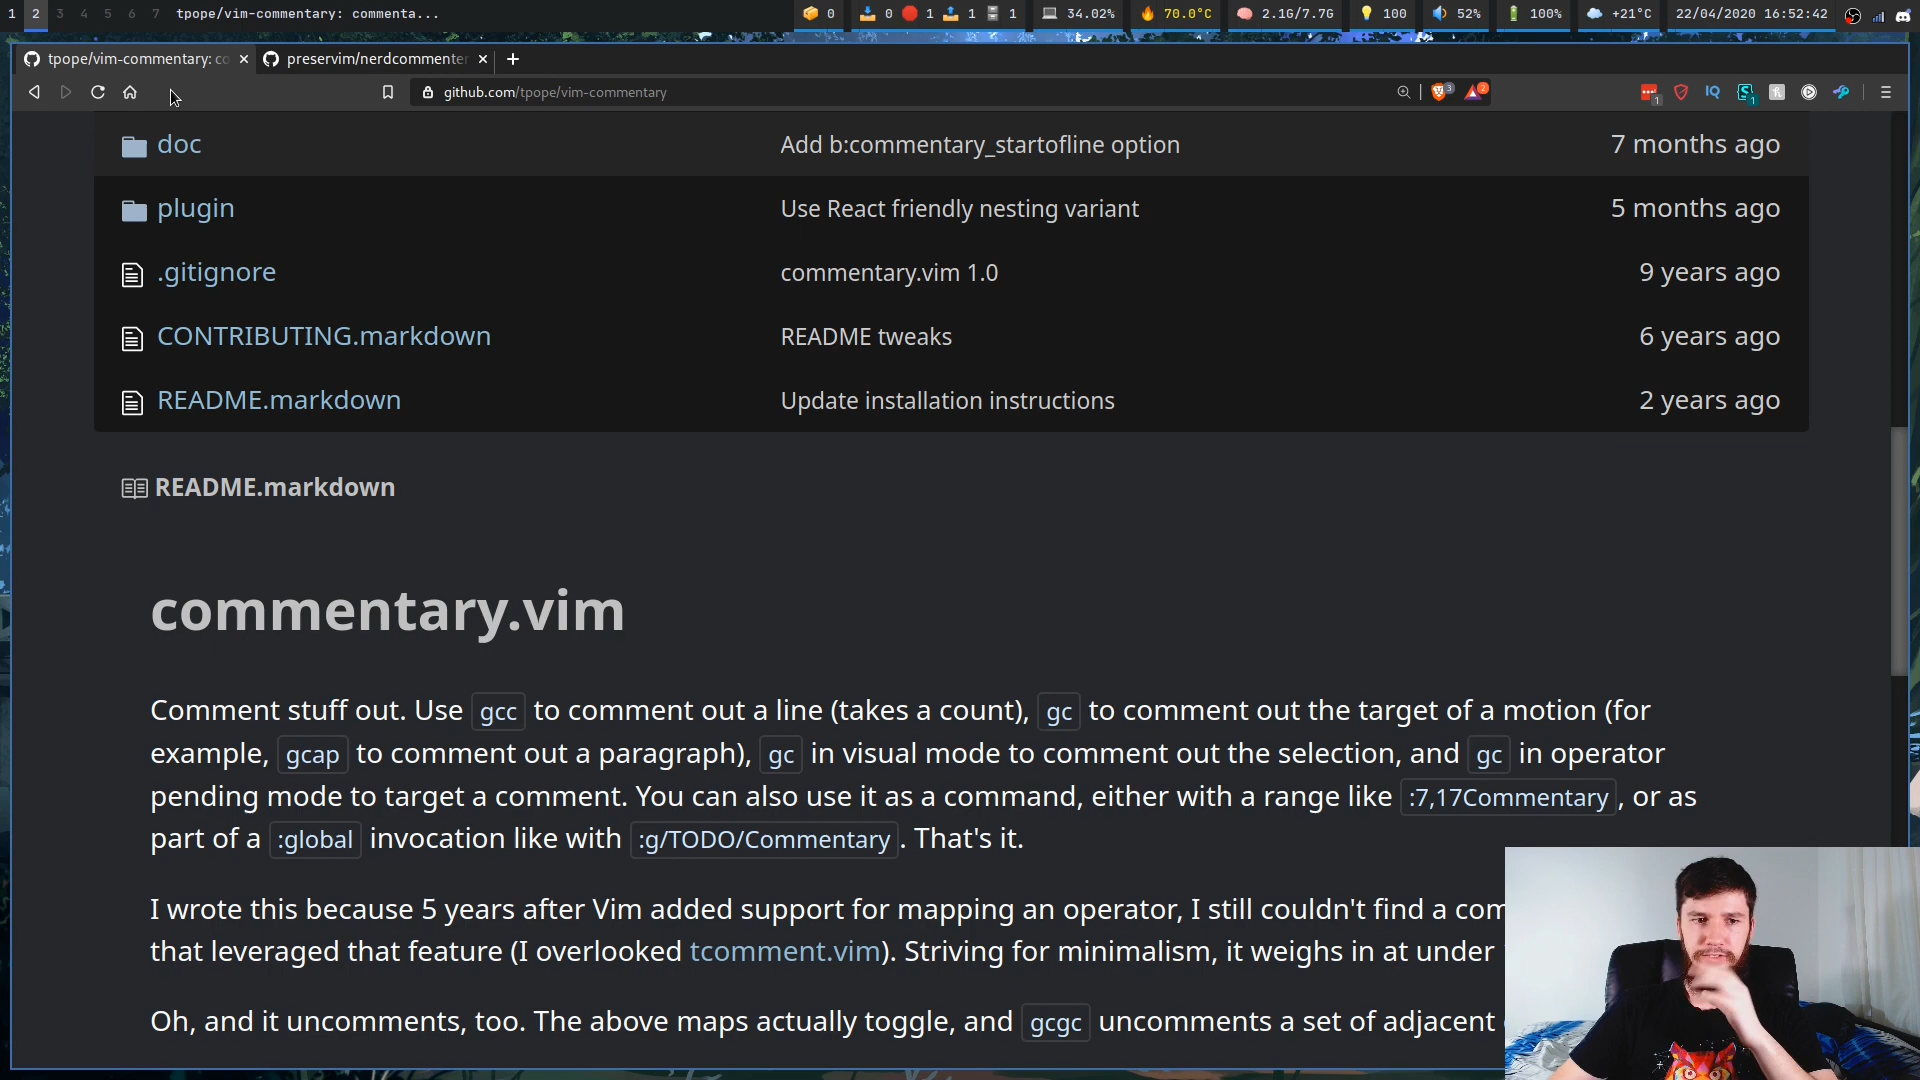 1 2 3 4 5 6 7 tpope/vim-commentary: commenta... 0 0 1 1 1 34.02% 70.0°C 2.1G/7.7G 100 52% 100% +21°C 22/04/2020 16:52:42
tpope/vim-commentary: co preservim/nerdcommenter
github.com/tpope/vim-commentary 3 2 1 IQ 1
doc Add b:commentary_startofline option 7 months ago
plugin Use React friendly nesting variant 5 months ago
.gitignore commentary.vim 1.0 9 years ago
CONTRIBUTING.markdown README tweaks 6 years ago
README.markdown Update installation instructions 2 years ago
README.markdown
commentary.vim
Comment stuff out. Use gcc to comment out a line (takes a count), gc to comment out the target of a motion (for
example, gcap to comment out a paragraph), gc in visual mode to comment out the selection, and gc in operator
pending mode to target a comment. You can also use it as a command, either with a range like :7,17Commentary , or as
part of a :global invocation like with :g/TODO/Commentary . That's it.
I wrote this because 5 years after Vim added support for mapping an operator, I still couldn't find a com
that leveraged that feature (I overlooked tcomment.vim). Striving for minimalism, it weighs in at under
Oh, and it uncomments, too. The above maps actually toggle, and gcgc uncomments a set of adjacent